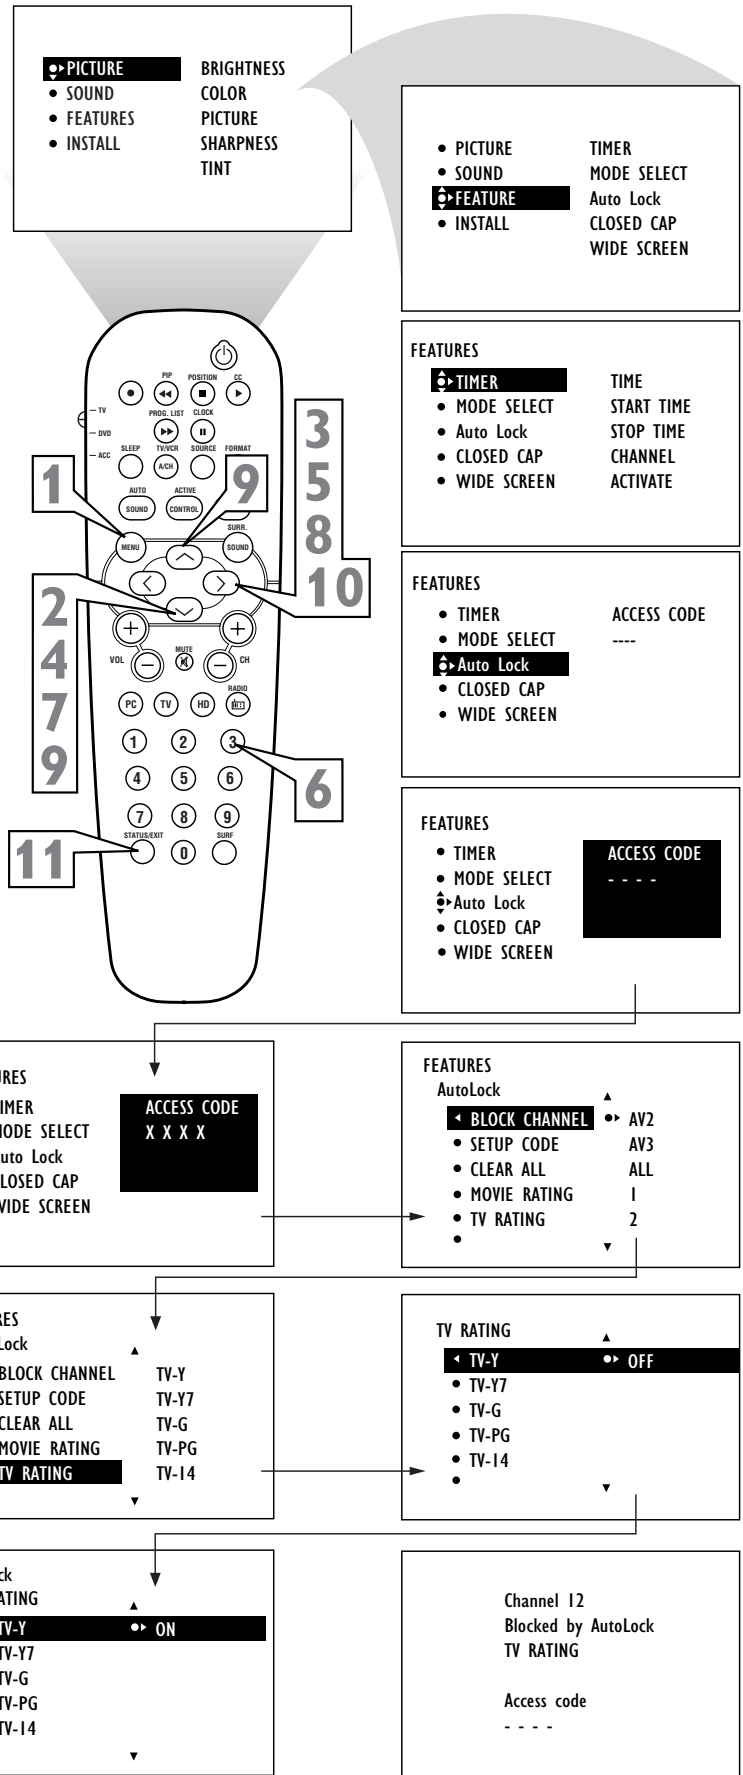 PICTURE BRIGHTNESS
SOUND COLOR
FEATURES PICTURE
INSTALL SHARPNESS
TINT
PICTURE TIMER
SOUND MODE SELECT
FEATURE Auto Lock
INSTALL CLOSED CAP
WIDE SCREEN
FEATURES
TIMER TIME
MODE SELECT START TIME
Auto Lock STOP TIME
CLOSED CAP CHANNEL
WIDE SCREEN ACTIVATE
FEATURES
TIMER ACCESS CODE
MODE SELECT ----
Auto Lock
CLOSED CAP
WIDE SCREEN
FEATURES
TIMER ACCESS CODE
MODE SELECT - - - -
Auto Lock
CLOSED CAP
WIDE SCREEN
PIP POSITION CC
TV
PROG. LIST CLOCK
DVD
ACC
SLEEP TV/VCR SOURCE FORMAT
A/CH
AUTO ACTIVE
SOUND CONTROL
SURR.
MENU SOUND
VOL MUTE CH
RADIO
PC TV HD
1 2 3
4 5 6
7 8 9
STATUS/EXIT SURF
0
1
9
3
5
8
10
2
4
7
9
6
11
URES
IMER ACCESS CODE
MODE SELECT X X X X
uto Lock
LOSED CAP
WIDE SCREEN
FEATURES
AutoLock
BLOCK CHANNEL AV2
SETUP CODE AV3
CLEAR ALL ALL
MOVIE RATING 1
TV RATING 2
RES
Lock
BLOCK CHANNEL TV-Y
SETUP CODE TV-Y7
CLEAR ALL TV-G
MOVIE RATING TV-PG
TV RATING TV-14
TV RATING
TV-Y OFF
TV-Y7
TV-G
TV-PG
TV-14
ck
ATING
TV-Y ON
TV-Y7
TV-G
TV-PG
TV-14
Channel 12
Blocked by AutoLock
TV RATING
Access code
- - - -